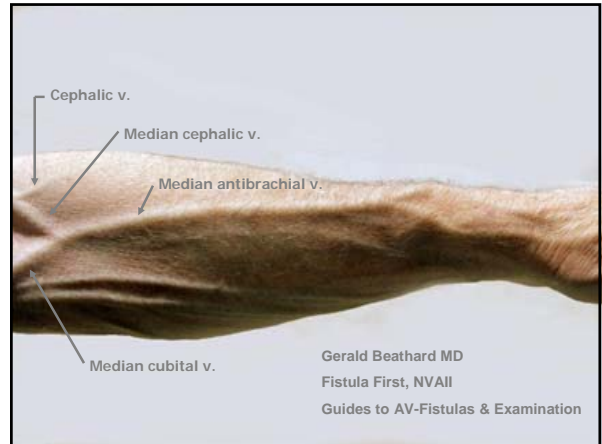 Cephalic v.
Median cephalic v.
Median antibrachial v.
Median cubital v.
Gerald Beathard MD
Fistula First, NVAII
Guides to AV-Fistulas & Examination